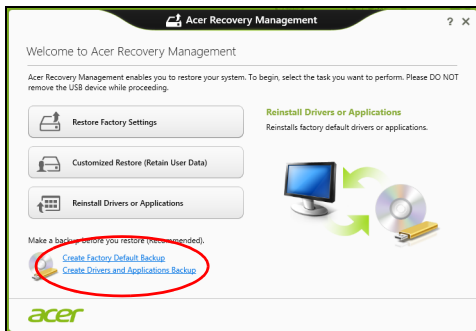 Acer Recovery Management
? X
Welcome to Acer Recovery Management
Acer Recovery Management enables you to restore your system. To begin, select the task you want to perform. Please DO NOT
remove the USB device while proceeding.
Restore Factory Settings
Customized Restore (Retain User Data)
Reinstall Drivers or Applications
Reinstall Drivers or Applications
Reinstalls factory default drivers or applications.
Make a backup before you restore (Recommended).
Create Factory Default Backup
Create Drivers and Applications Backup
acer